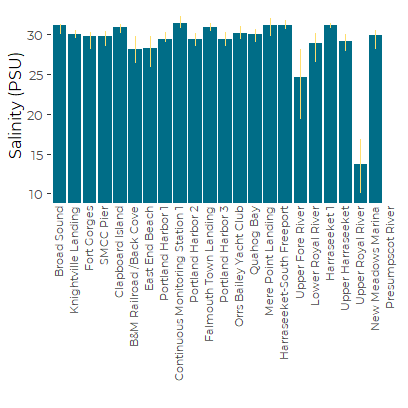 Salinity (PSU)
30
25
20
15
10
Broad Sound
Knightville Landing
Fort Gorges
SMCC Pier
Clapboard Island
B&M Railroad /Back Cove
East End Beach
Portland Harbor 1
Continuous Monitoring Station 1
Portland Harbor 2
Falmouth Town Landing
Portland Harbor 3
Orrs Bailey Yacht Club
Quahog Bay
Mere Point Landing
Harraseeket-South Freeport
Upper Fore River
Lower Royal River
Harraseeket 1
Upper Harraseeket
Upper Royal River
New Meadows Marina
Presumpscot River